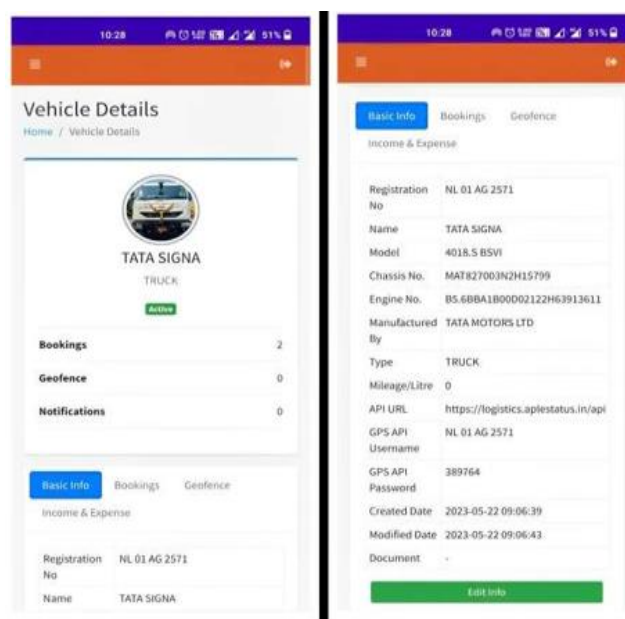 10:28
51%
Vehicle Details
Home / Vehicle Details
TATA SIGNA
TRUCK
Active
Bookings 2
Geofence 0
Notifications 0
Basic Info Bookings Geofence
Income & Expense
Registration No NL 01 AG 2571
Name TATA SIGNA
10:28
51%
Basic Info Bookings Geofence
Income & Expense
Registration No NL 01 AG 2571
Name TATA SIGNA
Model 4018.S BSVI
Chassis No. MAT827003N2H15799
Engine No. B5.6BBA1B00D02122H63913611
Manufactured By TATA MOTORS LTD
Type TRUCK
Mileage/Litre 0
API URL https://logistics.aplestatus.in/api
GPS API Username NL 01 AG 2571
GPS API Password 389764
Created Date 2023-05-22 09:06:39
Modified Date 2023-05-22 09:06:43
Document -
Edit Info